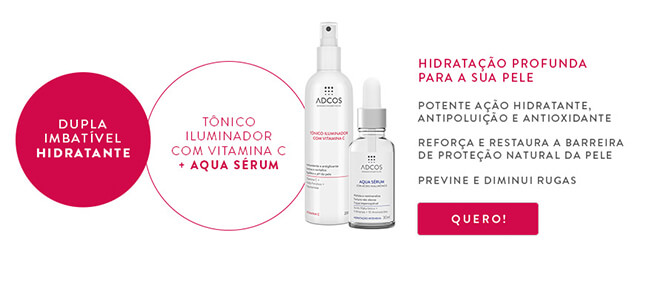 DUPLA
IMBATÍVEL
HIDRATANTE
TÔNICO
ILUMINADOR
COM VITAMINA C
+ AQUA SÉRUM
ADCOS
TÔNICO ILUMINADOR
COM VITAMINA C
ADCOS
AQUA SÉRUM
HIDRATAÇÃO PROFUNDA
PARA A SUA PELE
POTENTE AÇÃO HIDRATANTE,
ANTIPOLUIÇÃO E ANTIOXIDANTE
REFORÇA E RESTAURA A BARREIRA
DE PROTEÇÃO NATURAL DA PELE
PREVINE E DIMINUI RUGAS
QUERO!